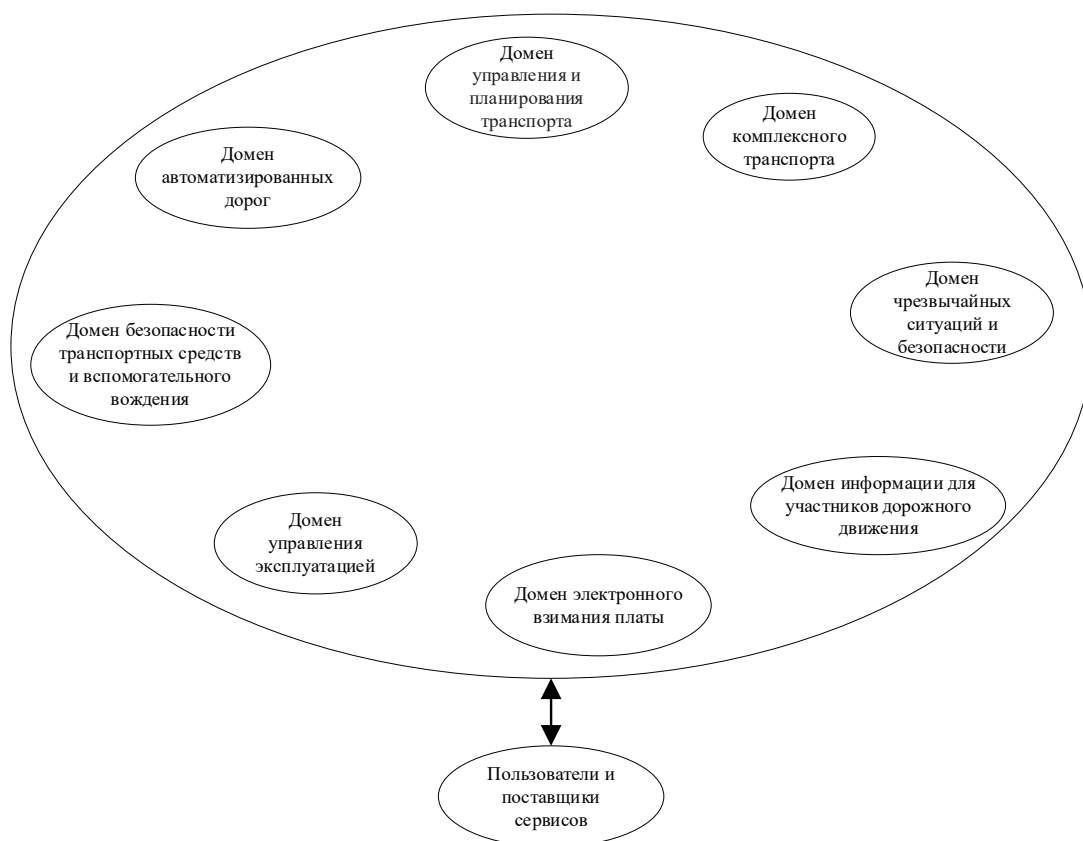 Домен
управления и
планирования
транспорта
Домен
комплексного
транспорта
Домен
автоматизированных
дорог
Домен
чрезвычайных
ситуаций и
безопасности
Домен безопасности
транспортных средств
и вспомогательного
вождения
Домен информации для
участников дорожного
движения
Домен
управления
эксплуатацией
Домен электронного
взимания платы
Пользователи и
поставщики
сервисов